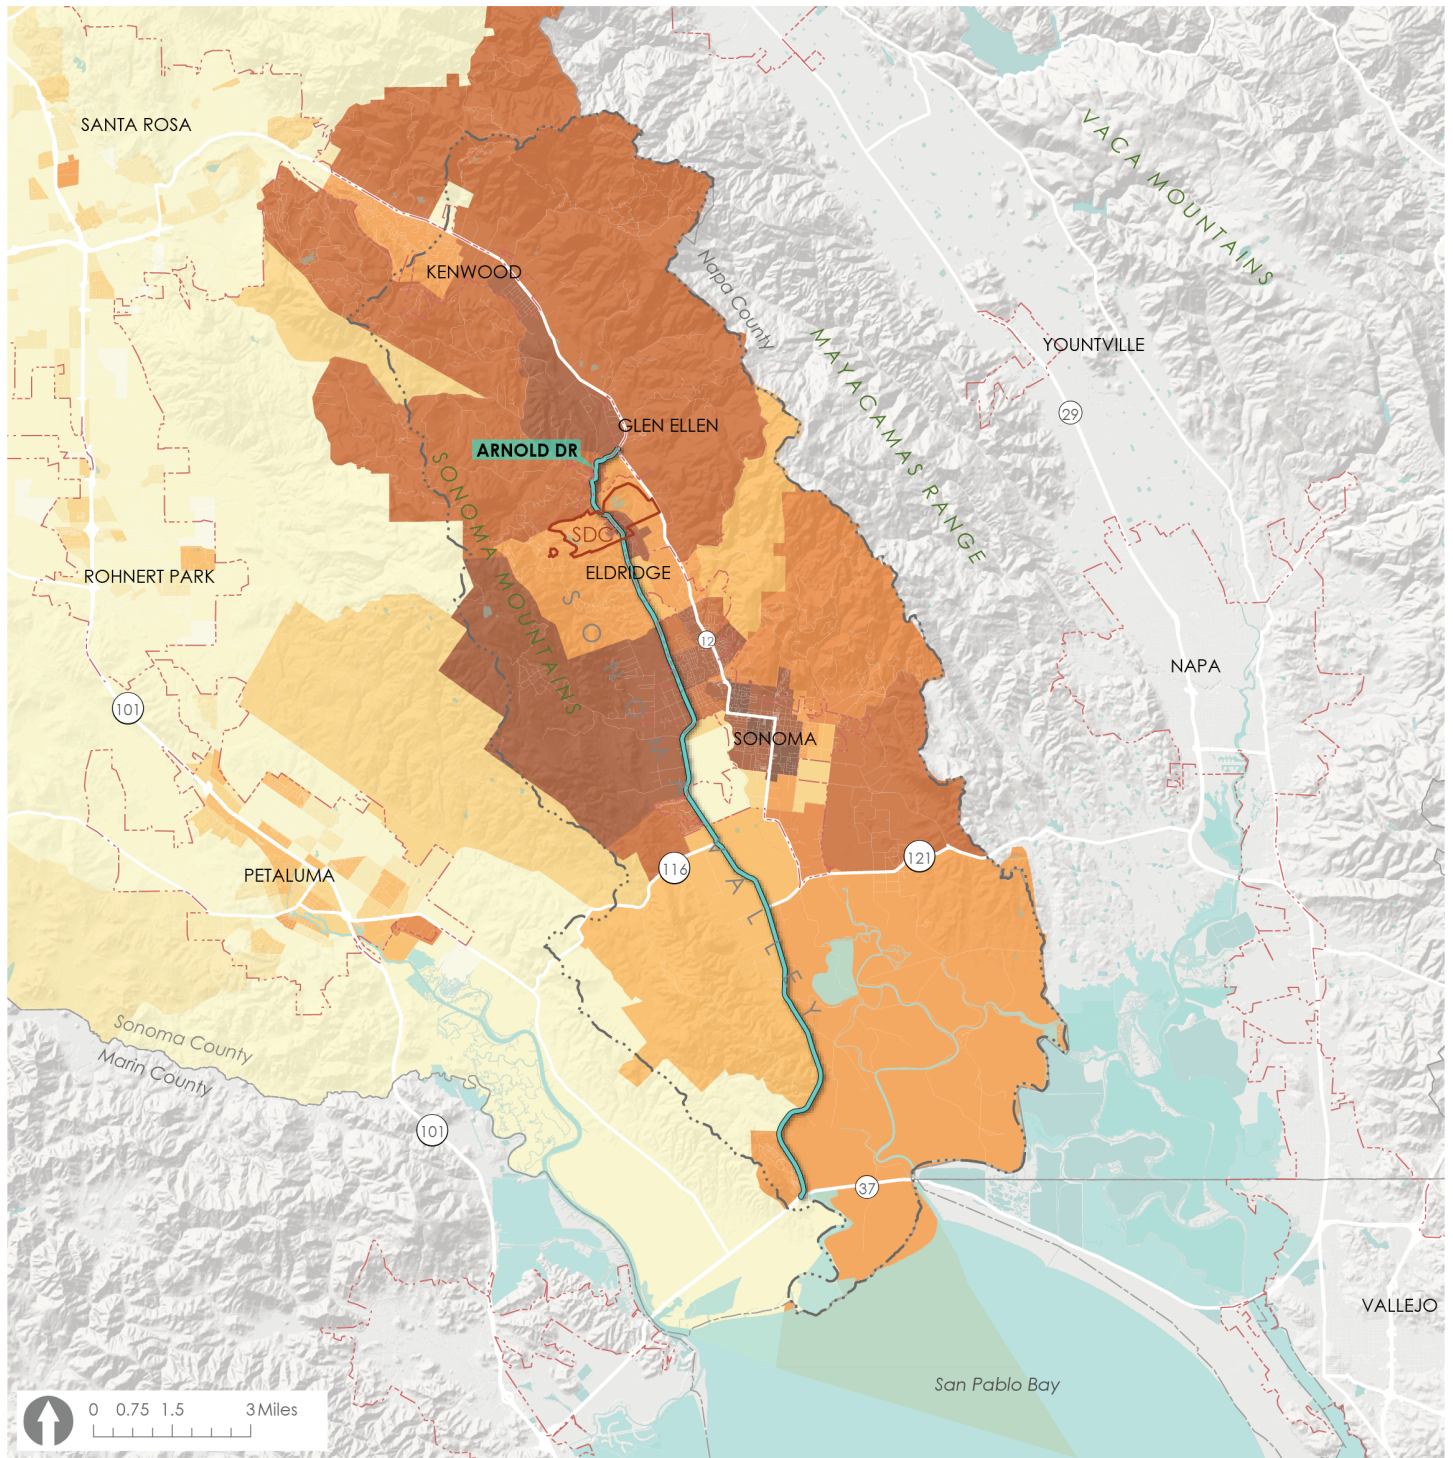 SANTA ROSA
VACA MOUNTAINS
KENWOOD
Napa County
MAYACAMAS RANGE
YOUNTVILLE
29
GLEN ELLEN
ARNOLD DR
SONOMA MOUNTAINS
SDC
ELDRIDGE
ROHNERT PARK
SONOMA VALLEY
12
NAPA
101
SONOMA
116
121
PETALUMA
Sonoma County
Marin County
101
37
VALLEJO
San Pablo Bay
0 0.75 1.5 3 Miles